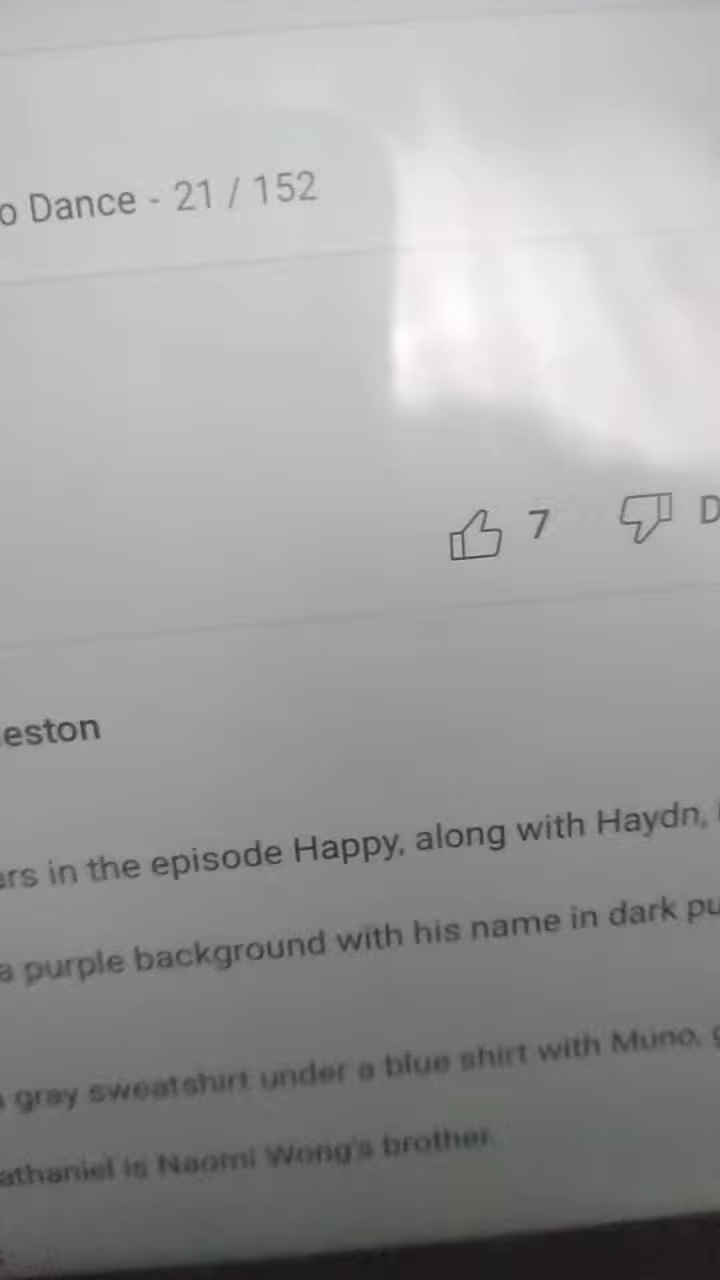 o Dance - 21 / 152
7 D
eston
ers in the episode Happy, along with Haydn,
a purple background with his name in dark pu
gray sweatshirt under a blue shirt with Muno, g
athaniel is Naomi Wong's brother.